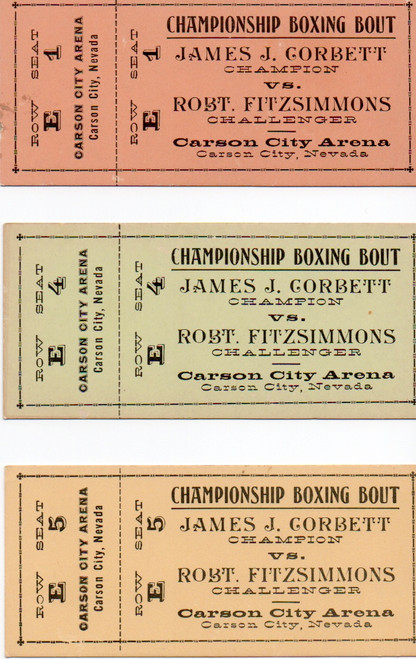 ROW E SEAT 1
CARSON CITY ARENA
Carson City, Nevada
ROW E SEAT 1
CHAMPIONSHIP BOXING BOUT
JAMES J. CORBETT
CHAMPION
VS.
ROBT. FITZSIMMONS
CHALLENGER
Carson City Arena
Carson City, Nevada
ROW E SEAT 4
CARSON CITY ARENA
Carson City, Nevada
ROW E SEAT 4
CHAMPIONSHIP BOXING BOUT
JAMES J. CORBETT
CHAMPION
VS.
ROBT. FITZSIMMONS
CHALLENGER
Carson City Arena
Carson City, Nevada
ROW E SEAT 5
CARSON CITY ARENA
Carson City, Nevada
ROW E SEAT 5
CHAMPIONSHIP BOXING BOUT
JAMES J. CORBETT
CHAMPION
VS.
ROBT. FITZSIMMONS
CHALLENGER
Carson City Arena
Carson City, Nevada